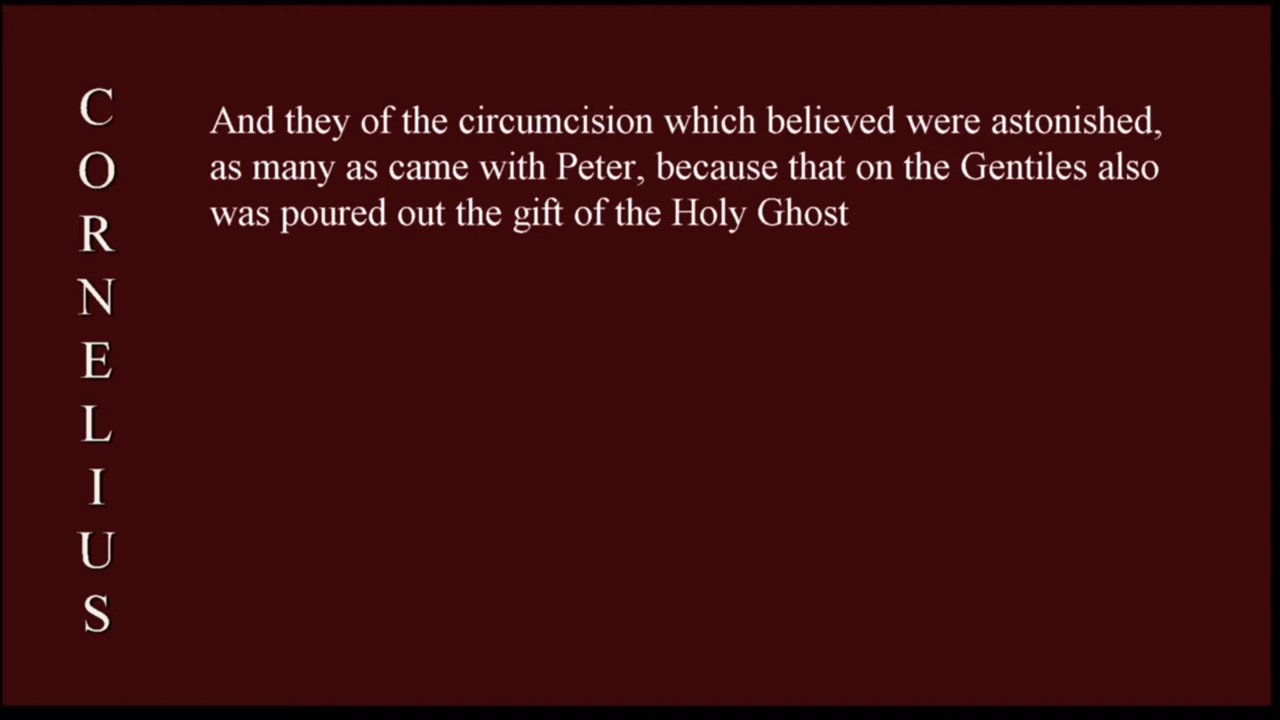 C
O
R
N
E
L
I
U
S
And they of the circumcision which believed were astonished,
as many as came with Peter, because that on the Gentiles also
was poured out the gift of the Holy Ghost